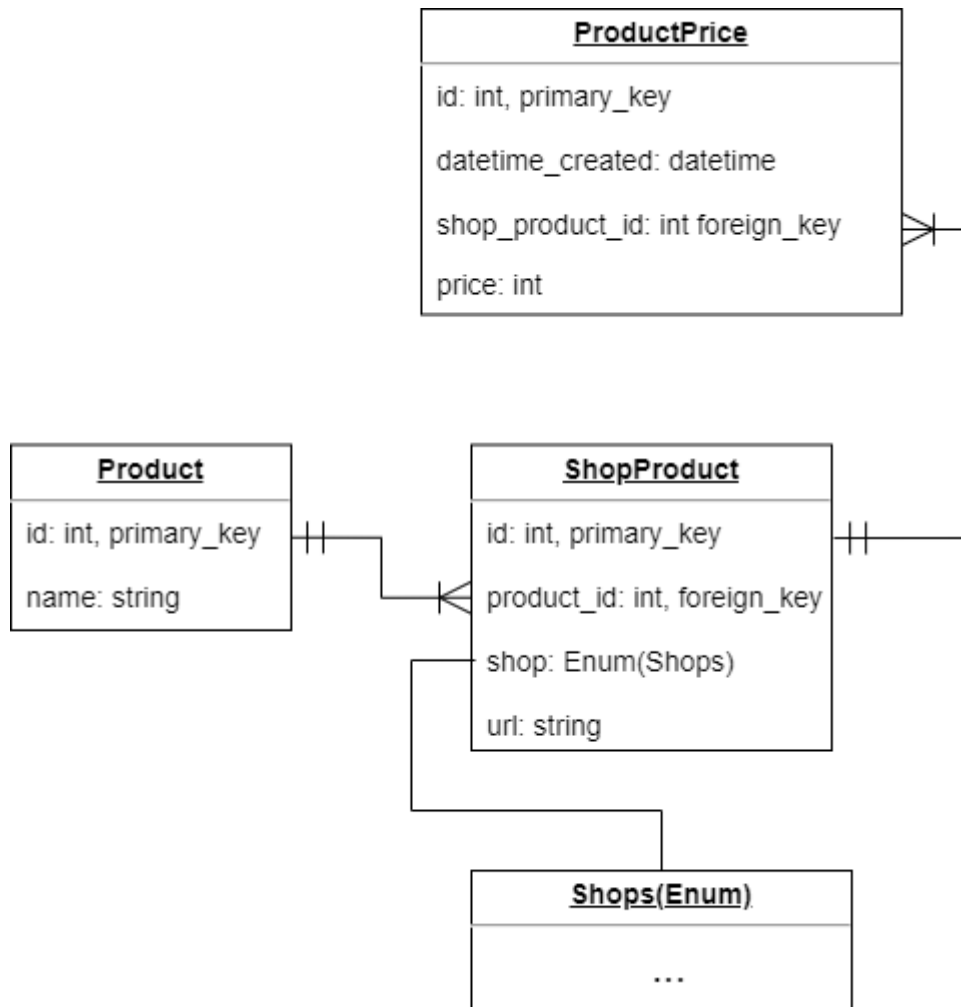 ProductPrice
id: int, primary_key
datetime_created: datetime
shop_product_id: int foreign_key
price: int
Product
id: int, primary_key
name: string
ShopProduct
id: int, primary_key
product_id: int, foreign_key
shop: Enum(Shops)
url: string
Shops(Enum)
...